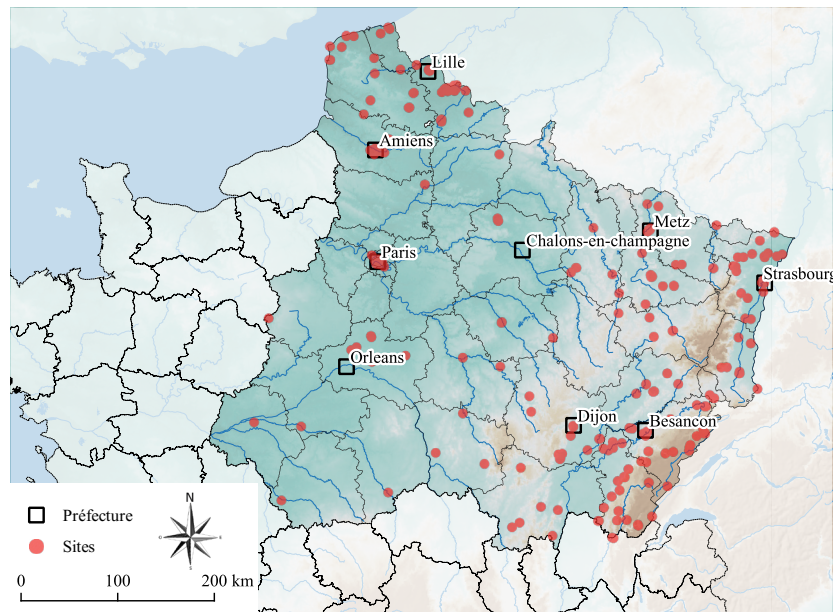 Lille
Amiens
Metz
Chalons-en-champagne
Paris
Strasbourg
Orleans
Dijon
Besancon
N
Préfecture
Sites
0 100 200 km